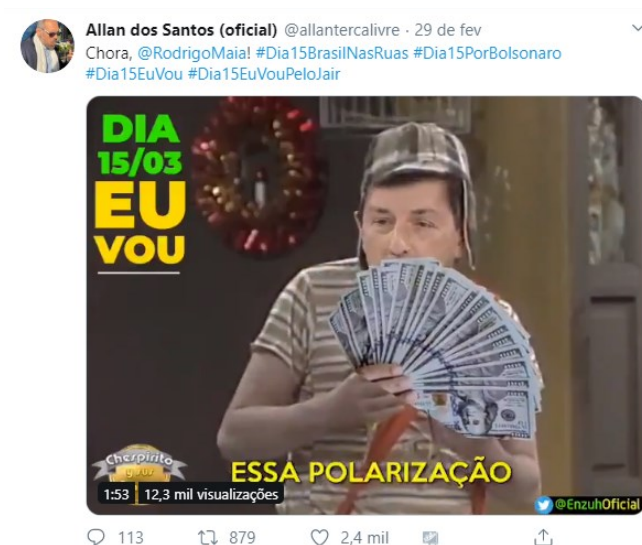 Allan dos Santos (oficial) @allantercalivre · 29 de fev
Chora, @RodrigoMaia! #Dia15BrasilNasRuas #Dia15PorBolsonaro
#Dia15EuVou #Dia15EuVouPeloJair
DIA
15/03
EU
VOU
Chespirito
ESSA POLARIZAÇÃO
1:53 12,3 mil visualizações
@EnzuhOficial
113 879 2,4 mil